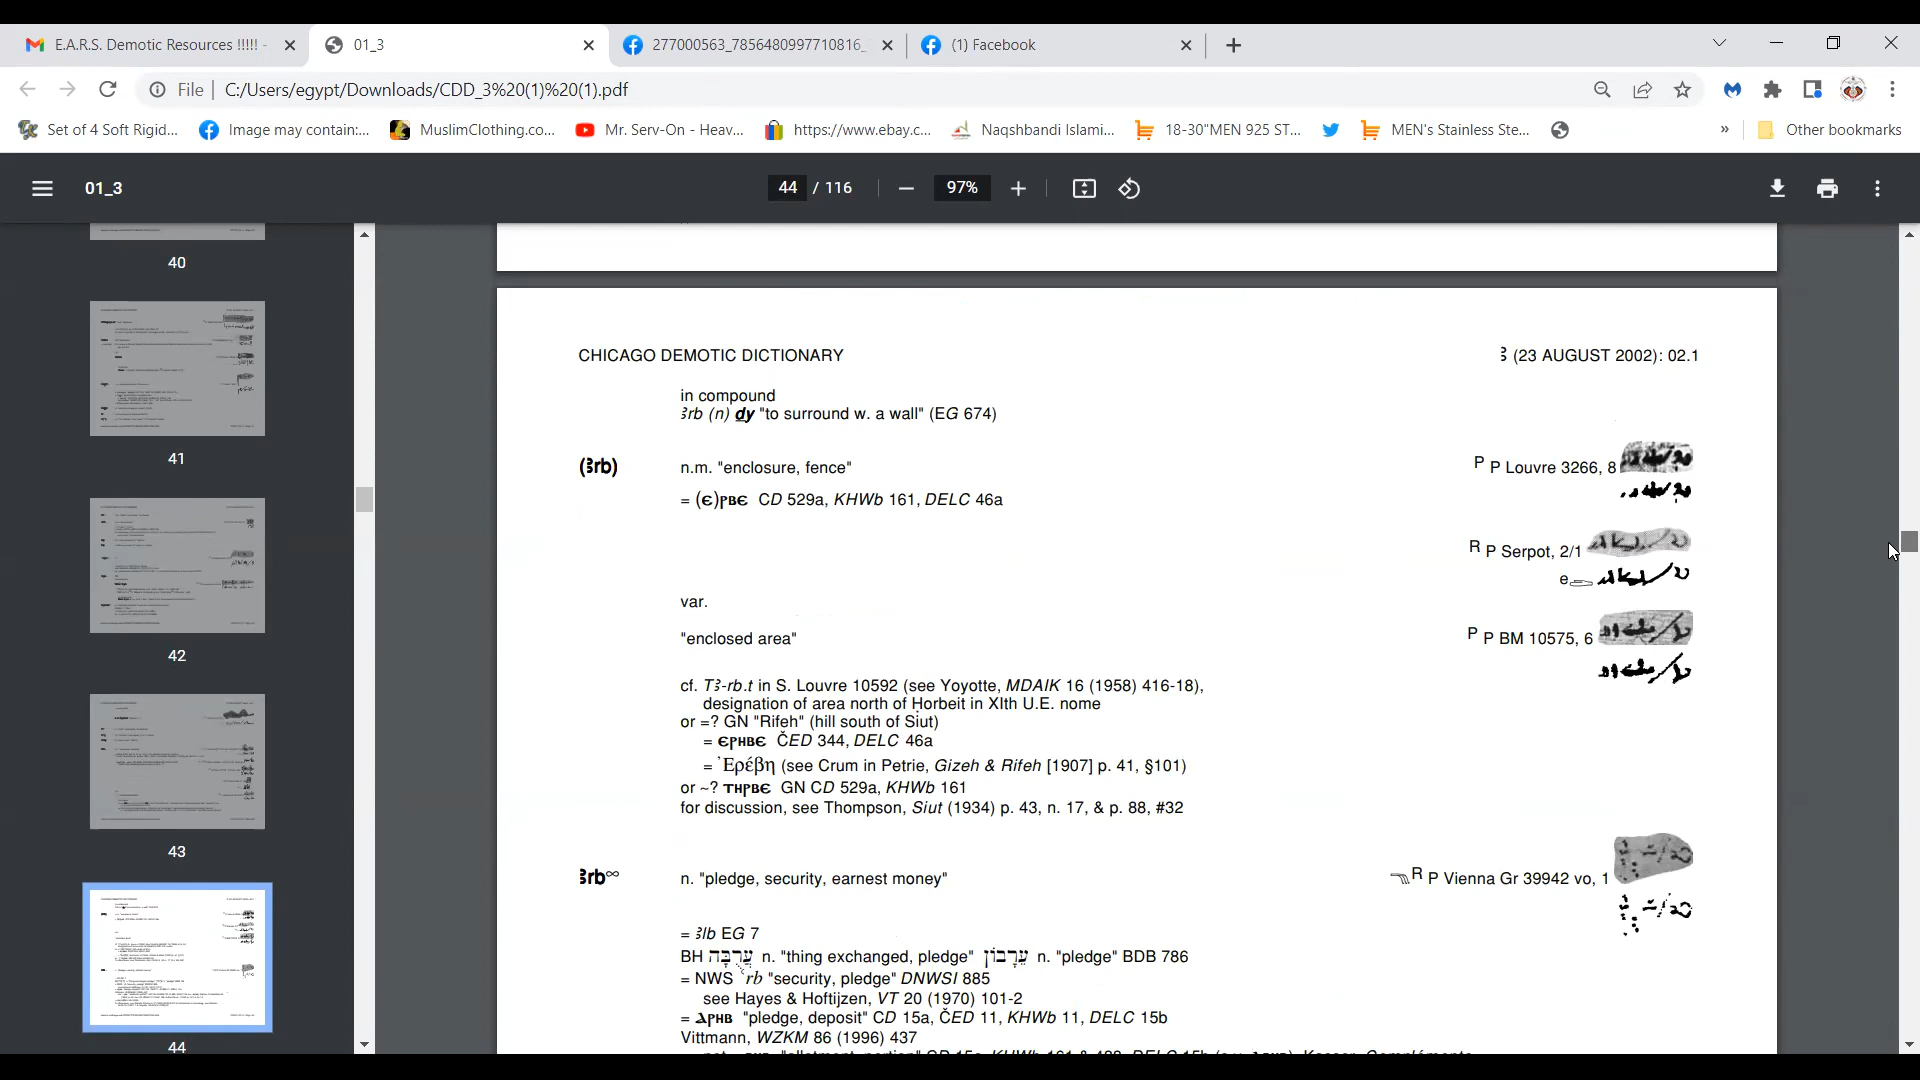 E.A.R.S. Demotic Resources !!!!! -
01_3
277000563_7856480997710816_
(1) Facebook
File | C:/Users/egypt/Downloads/CDD_3%20(1)%20(1).pdf
Set of 4 Soft Rigid...
Image may contain:...
MuslimClothing.co...
Mr. Serv-On - Heav...
https://www.ebay.c...
Naqshbandi Islami...
18-30"MEN 925 ST...
MEN's Stainless Ste...
»
Other bookmarks
01_3
44 / 116
97%
40
41
42
43
44
CHICAGO DEMOTIC DICTIONARY
ꜣ (23 AUGUST 2002): 02.1
in compound
ꜣrb (n) dy "to surround w. a wall" (EG 674)
(ꜣrb) n.m. "enclosure, fence"
P P Louvre 3266, 8
= (ⲉ)ⲣⲃⲉ CD 529a, KHWb 161, DELC 46a
R P Serpot, 2/1
e
var.
"enclosed area"
P P BM 10575, 6
cf. Tꜣ-rb.t in S. Louvre 10592 (see Yoyotte, MDAIK 16 (1958) 416-18),
designation of area north of Horbeit in XIth U.E. nome
or =? GN "Rifeh" (hill south of Siut)
= ⲉⲣⲏⲃⲉ ČED 344, DELC 46a
= Ἐρέβη (see Crum in Petrie, Gizeh & Rifeh [1907] p. 41, §101)
or ~? ⲧⲏⲣⲃⲉ GN CD 529a, KHWb 161
for discussion, see Thompson, Siut (1934) p. 43, n. 17, & p. 88, #32
ꜣrb∞ n. "pledge, security, earnest money"
R P Vienna Gr 39942 vo, 1
= ꜣlb EG 7
BH עֲרֻבָּה n. "thing exchanged, pledge" עֵרָבוֹן n. "pledge" BDB 786
= NWS ʿrb "security, pledge" DNWSI 885
see Hayes & Hoftijzen, VT 20 (1970) 101-2
= ⲁⲣⲏⲃ "pledge, deposit" CD 15a, ČED 11, KHWb 11, DELC 15b
Vittmann, WZKM 86 (1996) 437